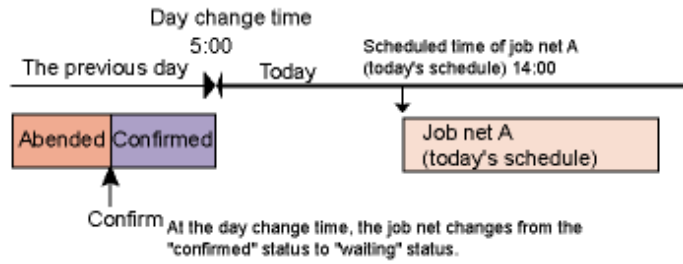 Day change time
5:00
Scheduled time of job net A
(today's schedule) 14:00
The previous day
Today
Abended
Confirmed
Job net A
(today's schedule)
Confirm
At the day change time, the job net changes from the
"confirmed" status to "waiting" status.